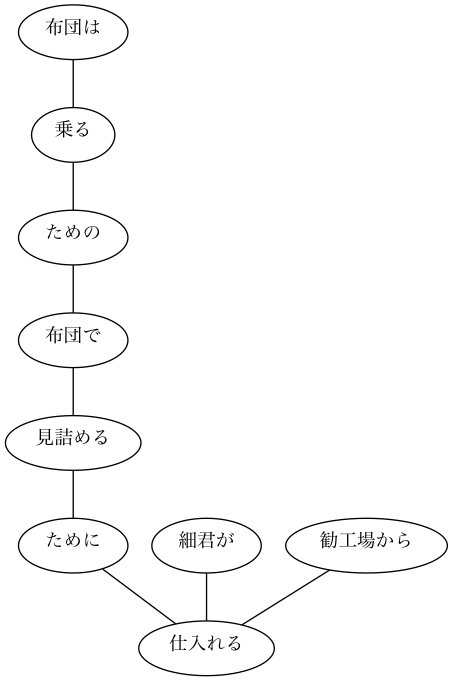 布団は
乗る
ための
布団で
見詰める
ために
細君が
勧工場から
仕入れる